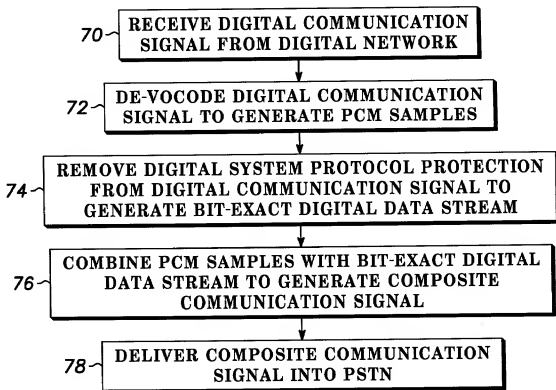 70
RECEIVE DIGITAL COMMUNICATION
SIGNAL FROM DIGITAL NETWORK
72
DE-VOCODE DIGITAL COMMUNICATION
SIGNAL TO GENERATE PCM SAMPLES
74
REMOVE DIGITAL SYSTEM PROTOCOL PROTECTION
FROM DIGITAL COMMUNICATION SIGNAL TO
GENERATE BIT-EXACT DIGITAL DATA STREAM
76
COMBINE PCM SAMPLES WITH BIT-EXACT DIGITAL
DATA STREAM TO GENERATE COMPOSITE
COMMUNICATION SIGNAL
78
DELIVER COMPOSITE COMMUNICATION
SIGNAL INTO PSTN